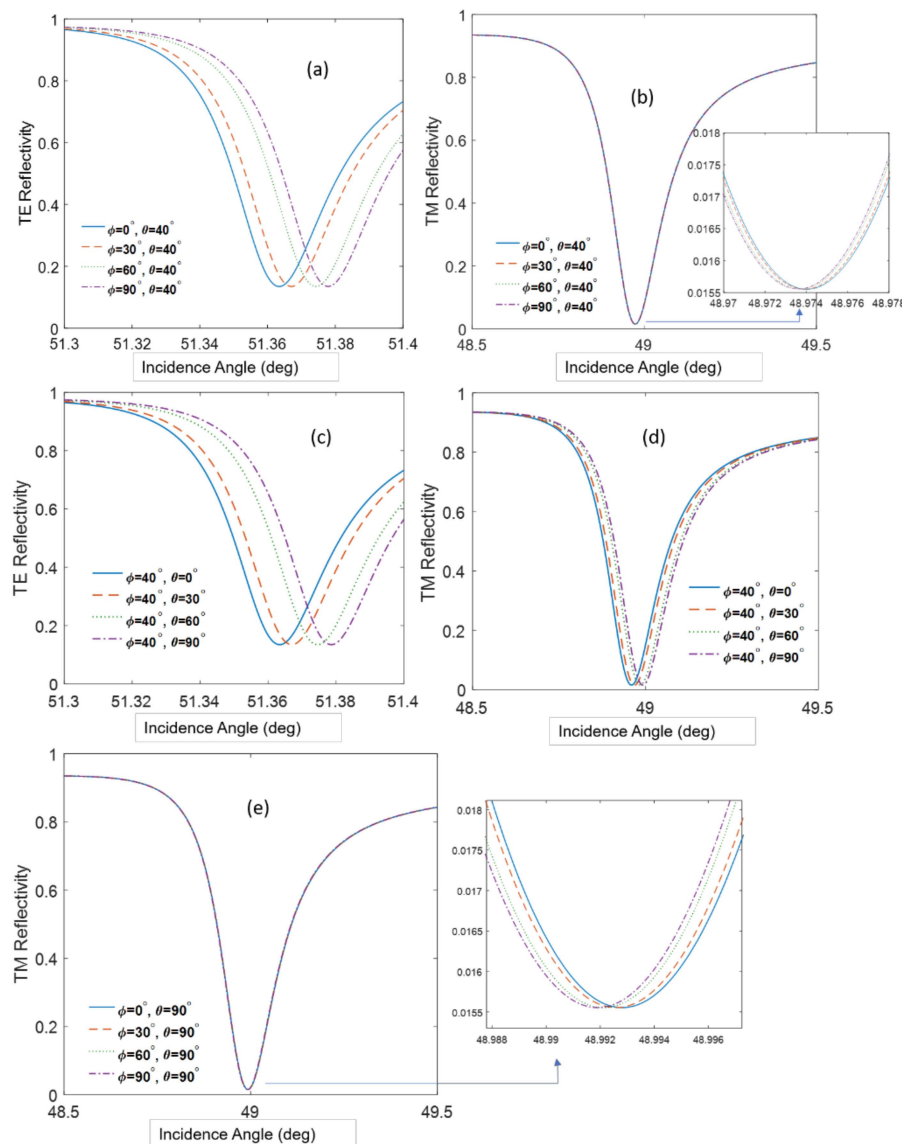 1
0.8
0.6
0.4
0.2
0
TE Reflectivity
(a)
ϕ=0°, θ=40°
ϕ=30°, θ=40°
ϕ=60°, θ=40°
ϕ=90°, θ=40°
51.3 51.32 51.34 51.36 51.38 51.4
Incidence Angle (deg)
1
0.8
0.6
0.4
0.2
0
TM Reflectivity
(b)
ϕ=0°, θ=40°
ϕ=30°, θ=40°
ϕ=60°, θ=40°
ϕ=90°, θ=40°
48.5 49 49.5
Incidence Angle (deg)
0.018
0.0175
0.017
0.0165
0.016
0.0155
0.015
48.97 48.972 48.974 48.976 48.978
1
0.8
0.6
0.4
0.2
0
TE Reflectivity
(c)
ϕ=40°, θ=0°
ϕ=40°, θ=30°
ϕ=40°, θ=60°
ϕ=40°, θ=90°
51.3 51.32 51.34 51.36 51.38 51.4
Incidence Angle (deg)
1
0.8
0.6
0.4
0.2
0
TM Reflectivity
(d)
ϕ=40°, θ=0°
ϕ=40°, θ=30°
ϕ=40°, θ=60°
ϕ=40°, θ=90°
48.5 49 49.5
Incidence Angle (deg)
1
0.8
0.6
0.4
0.2
0
TM Reflectivity
(e)
ϕ=0°, θ=90°
ϕ=30°, θ=90°
ϕ=60°, θ=90°
ϕ=90°, θ=90°
48.5 49 49.5
Incidence Angle (deg)
0.018
0.0175
0.017
0.0165
0.016
0.0155
48.988 48.99 48.992 48.994 48.996